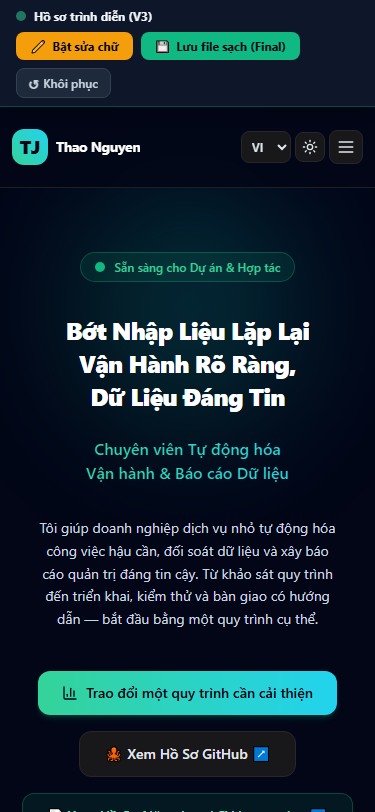 Hồ sơ trình diễn (V3)
Bật sửa chữ
Lưu file sạch (Final)
Khôi phục
TJ
Thao Nguyen
VI
Sẵn sàng cho Dự án & Hợp tác
Bớt Nhập Liệu Lặp Lại
Vận Hành Rõ Ràng,
Dữ Liệu Đáng Tin
Chuyên viên Tự động hóa
Vận hành & Báo cáo Dữ liệu
Tôi giúp doanh nghiệp dịch vụ nhỏ tự động hóa
công việc hậu cần, đối soát dữ liệu và xây báo
cáo quản trị đáng tin cậy. Từ khảo sát quy trình
đến triển khai, kiểm thử và bàn giao có hướng
dẫn — bắt đầu bằng một quy trình cụ thể.
Trao đổi một quy trình cần cải thiện
Xem Hồ Sơ GitHub